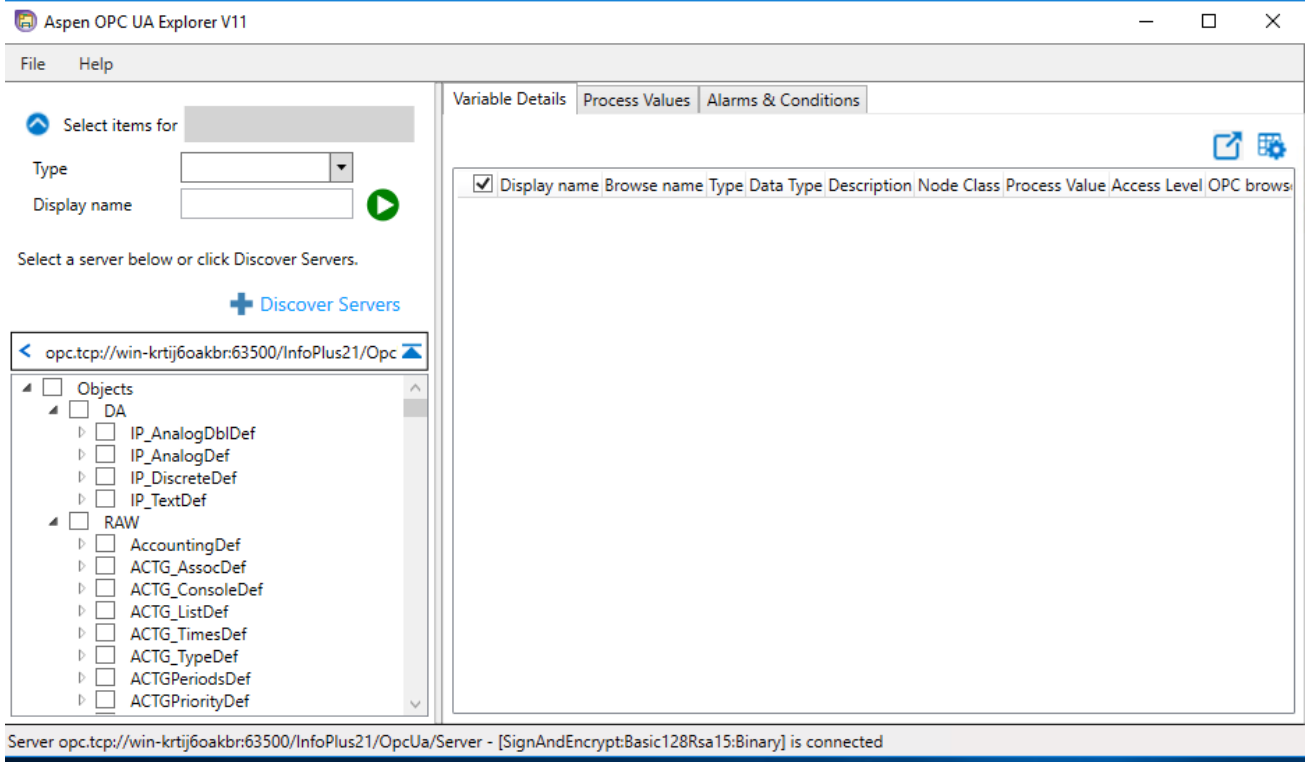 Aspen OPC UA Explorer V11
File Help
Variable Details Process Values Alarms & Conditions
Select items for
Type
Display name
Select a server below or click Discover Servers.
Discover Servers
opc.tcp://win-krtij6oakbr:63500/InfoPlus21/Opc
Objects
DA
IP_AnalogDblDef
IP_AnalogDef
IP_DiscreteDef
IP_TextDef
RAW
AccountingDef
ACTG_AssocDef
ACTG_ConsoleDef
ACTG_ListDef
ACTG_TimesDef
ACTG_TypeDef
ACTGPeriodsDef
ACTGPriorityDef
Display name Browse name Type Data Type Description Node Class Process Value Access Level OPC brows
Server opc.tcp://win-krtij6oakbr:63500/InfoPlus21/OpcUa/Server - [SignAndEncrypt:Basic128Rsa15:Binary] is connected